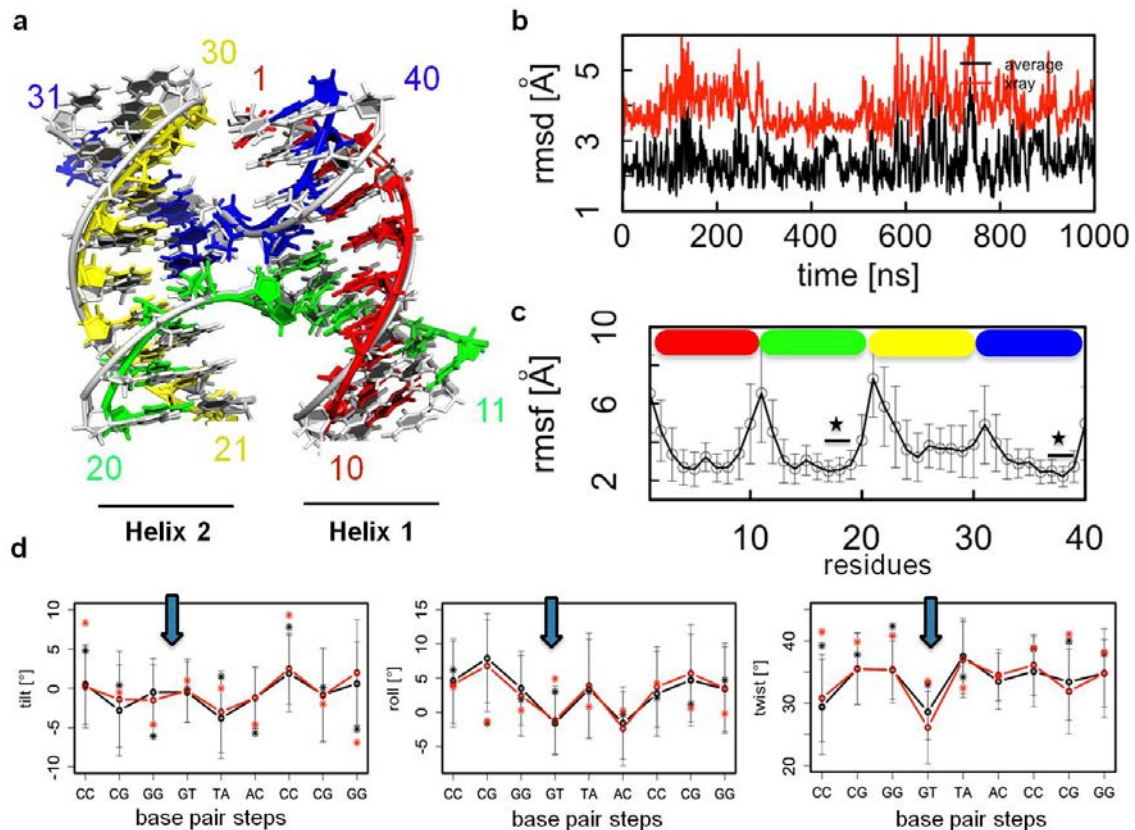 a
30
1
40
31
11
20
21
10
Helix 2
Helix 1
b
rmsd [Å]
5
3
1
average
xray
0
200
400
600
800
1000
time [ns]
c
rmsf [Å]
10
6
2
10
20
30
40
residues
d
tilt [°]
10
5
0
-5
-10
CC CG GG GT TA AC CC CG GG
base pair steps
roll [°]
15
10
5
0
-5
CC CG GG GT TA AC CC CG GG
base pair steps
twist [°]
40
30
20
CC CG GG GT TA AC CC CG GG
base pair steps